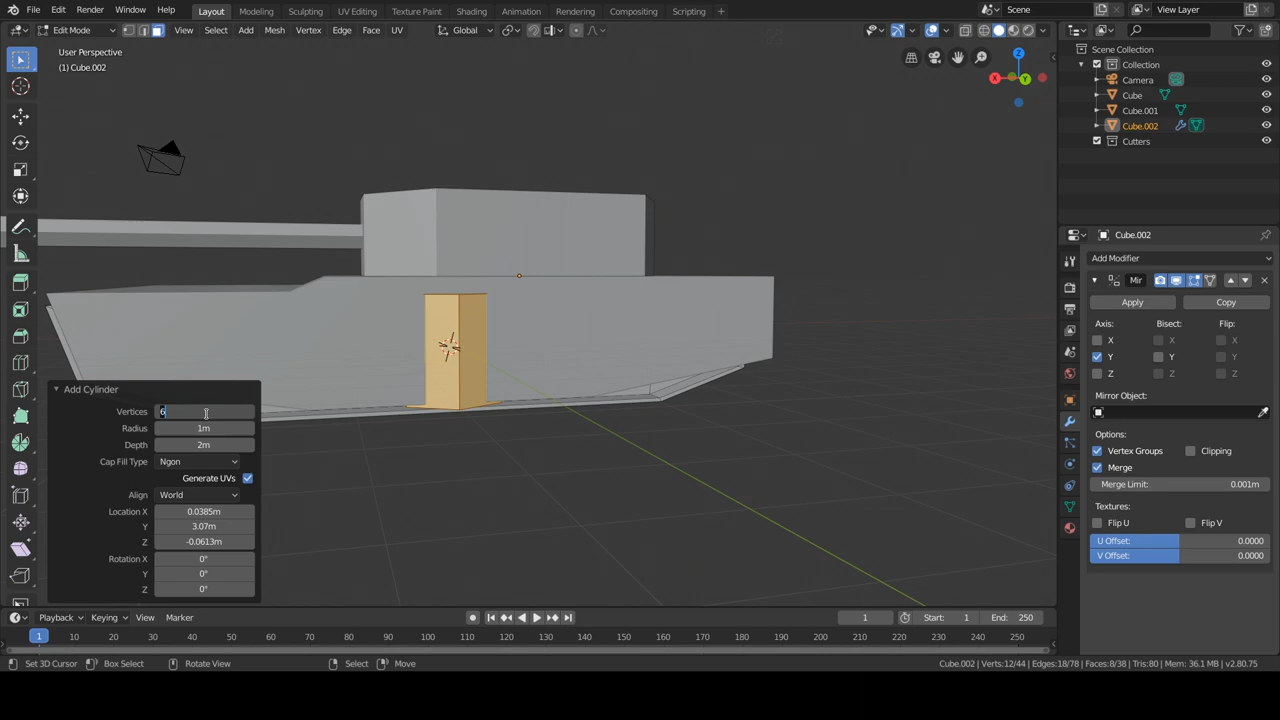 File Edit Render Window Help Layout Modeling Sculpting UV Editing Texture Paint Shading Animation Rendering Compositing Scripting + Scene View Layer
Edit Mode View Select Add Mesh Vertex Edge Face UV Global
User Perspective
(1) Cube.002
Z
X Y
Scene Collection
Collection
Camera
Cube
Cube.001
Cube.002
Cutters
Cube.002
Add Modifier
Mir
Apply Copy
Axis: Bisect: Flip:
X X X
Y Y Y
Z Z Z
Mirror Object:
Options:
Vertex Groups Clipping
Merge
Merge Limit: 0.001m
Textures:
Flip U Flip V
U Offset: 0.0000
V Offset: 0.0000
Add Cylinder
Vertices 6
Radius 1m
Depth 2m
Cap Fill Type Ngon
Generate UVs
Align World
Location X 0.0385m
Y 3.07m
Z -0.0613m
Rotation X 0°
Y 0°
Z 0°
Playback Keying View Marker 1 Start: 1 End: 250
1 10 20 30 40 50 60 70 80 90 100 110 120 130 140 150 160 170 180 190 200 210 220 230 240 250
Set 3D Cursor Box Select Rotate View Select Move Cube.002 | Verts:12/44 | Edges:18/78 | Faces:8/38 | Tris:80 | Mem: 36.1 MB | v2.80.75